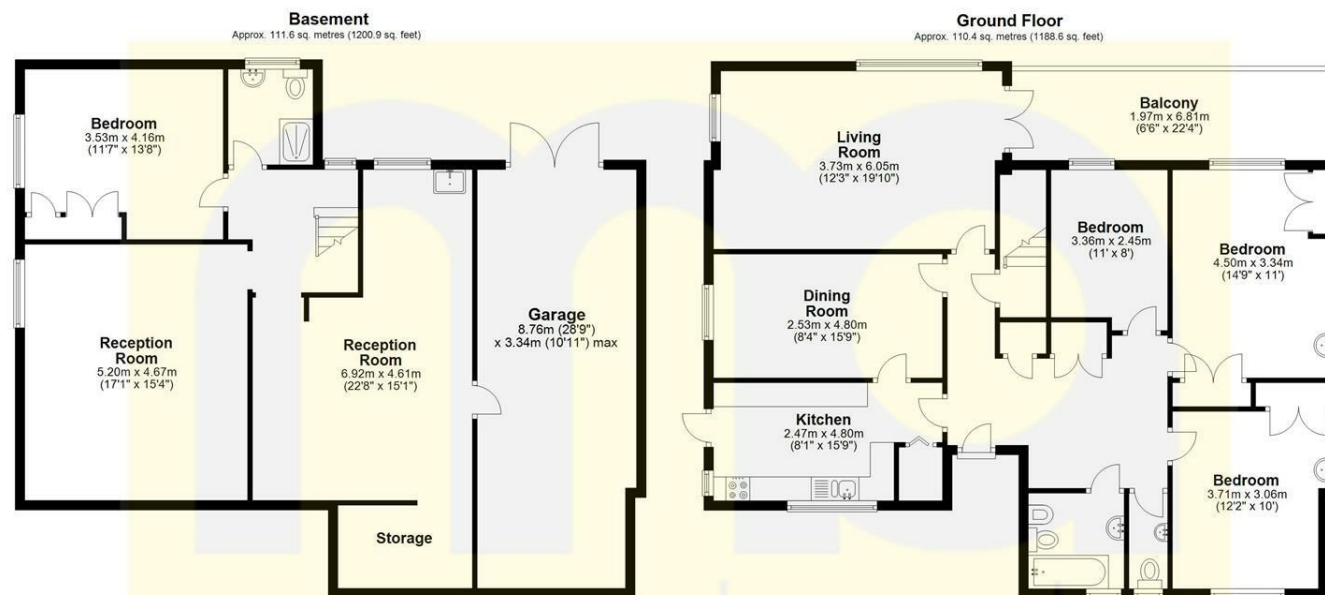 Basement
Approx. 111.6 sq. metres (1200.9 sq. feet)
Bedroom
3.53m x 4.16m
(11'7" x 13'8")
Reception
Room
5.20m x 4.67m
(17'1" x 15'4")
Reception
Room
6.92m x 4.61m
(22'8" x 15'1")
Garage
8.76m (28'9")
x 3.34m (10'11") max
Storage
Ground Floor
Approx. 110.4 sq. metres (1188.6 sq. feet)
Balcony
1.97m x 6.81m
(6'6" x 22'4")
Living
Room
3.73m x 6.05m
(12'3" x 19'10")
Bedroom
3.36m x 2.45m
(11' x 8')
Bedroom
4.50m x 3.34m
(14'9" x 11')
Dining
Room
2.53m x 4.80m
(8'4" x 15'9")
Kitchen
2.47m x 4.80m
(8'1" x 15'9")
Bedroom
3.71m x 3.06m
(12'2" x 10')